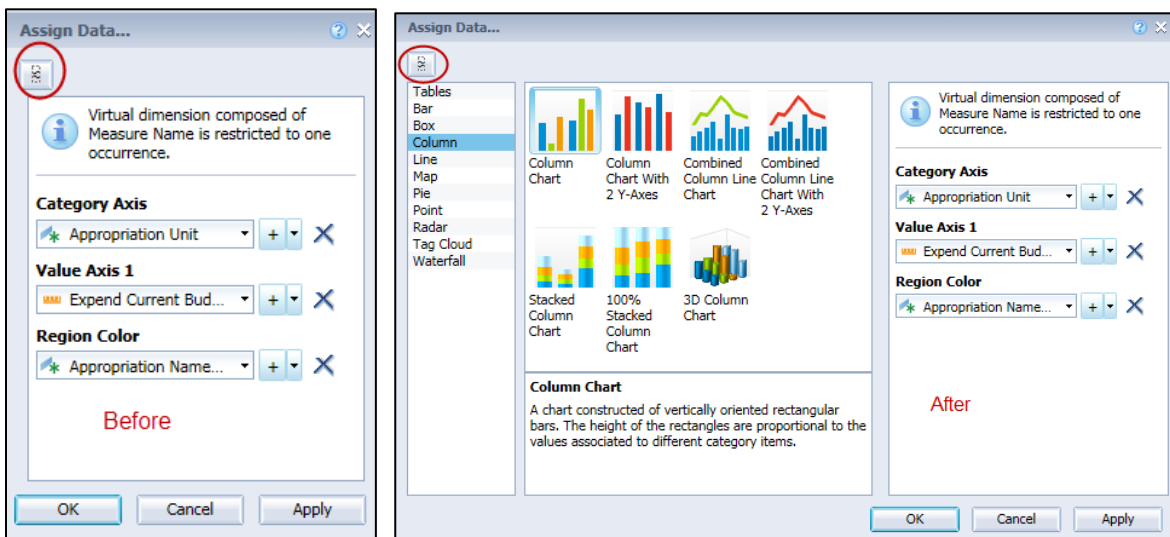 Assign Data...
Virtual dimension composed of
Measure Name is restricted to one
occurrence.
Category Axis
Appropriation Unit
Value Axis 1
Expend Current Bud...
Region Color
Appropriation Name...
Before
OK
Cancel
Apply
Assign Data...
Tables
Bar
Box
Column
Line
Map
Pie
Point
Radar
Tag Cloud
Waterfall
Column
Chart
Column
Chart With
2 Y-Axes
Combined
Column Line
Chart
Combined
Column Line
Chart With
2 Y-Axes
Stacked
Column
Chart
100%
Stacked
Column
Chart
3D Column
Chart
Column Chart
A chart constructed of vertically oriented rectangular
bars. The height of the rectangles are proportional to the
values associated to different category items.
Virtual dimension composed of
Measure Name is restricted to one
occurrence.
Category Axis
Appropriation Unit
Value Axis 1
Expend Current Bud...
Region Color
Appropriation Name...
After
OK
Cancel
Apply